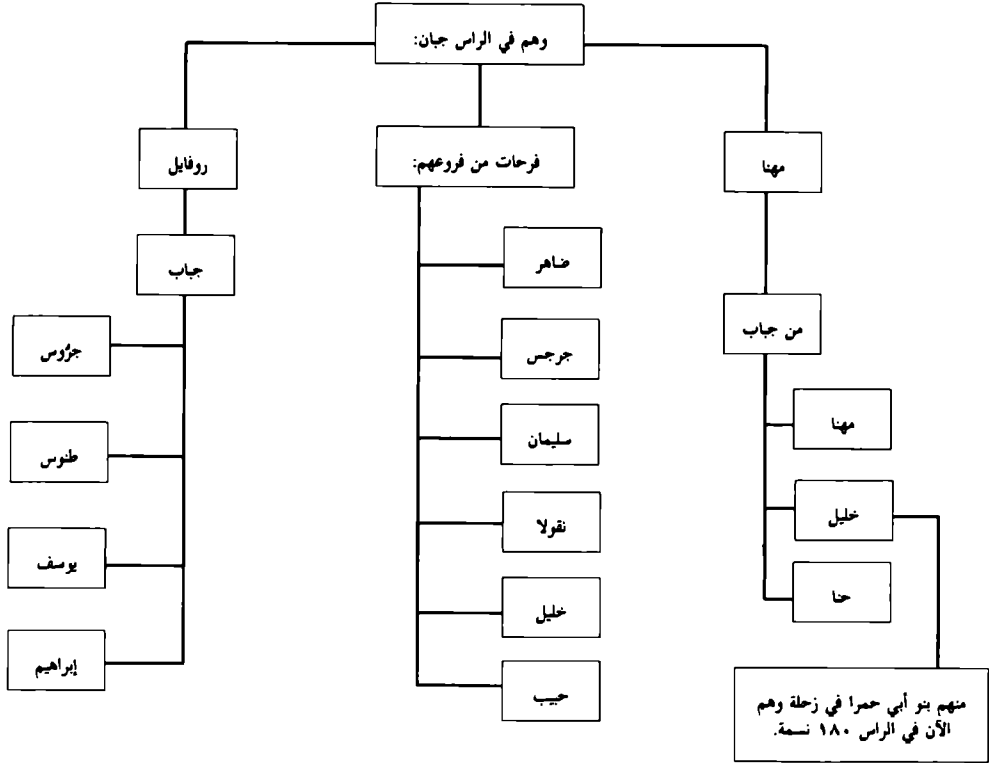 وهم في الراس جبان:
مهنا
من جباب
مهنا
خليل
حنا
منهم بنو أبي حمرا في زحلة وهم
الآن في الراس ١٨٠ نسمة.
فرحات من فروعهم:
ضاهر
جرجس
سليمان
نقولا
خليل
حبيب
روفايل
جباب
جرّوس
طنوس
يوسف
إبراهيم